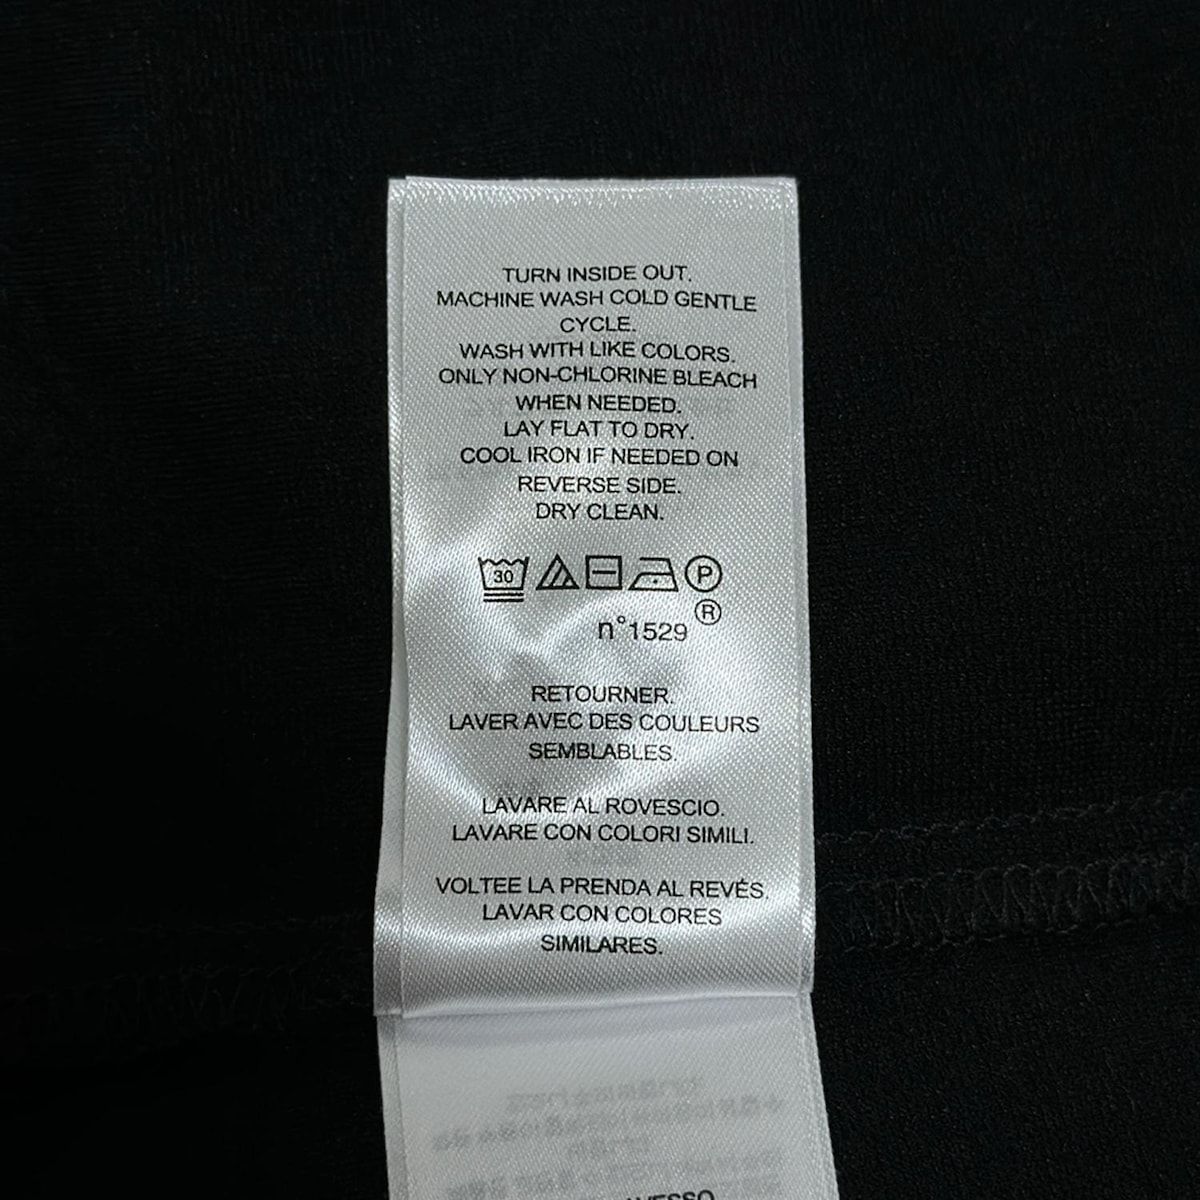 TURN INSIDE OUT.
MACHINE WASH COLD GENTLE
CYCLE.
WASH WITH LIKE COLORS.
ONLY NON-CHLORINE BLEACH
WHEN NEEDED.
LAY FLAT TO DRY.
COOL IRON IF NEEDED ON
REVERSE SIDE.
DRY CLEAN.
30 P
®
n°1529
RETOURNER.
LAVER AVEC DES COULEURS
SEMBLABLES.
LAVARE AL ROVESCIO.
LAVARE CON COLORI SIMILI.
VOLTEE LA PRENDA AL REVÉS.
LAVAR CON COLORES
SIMILARES.